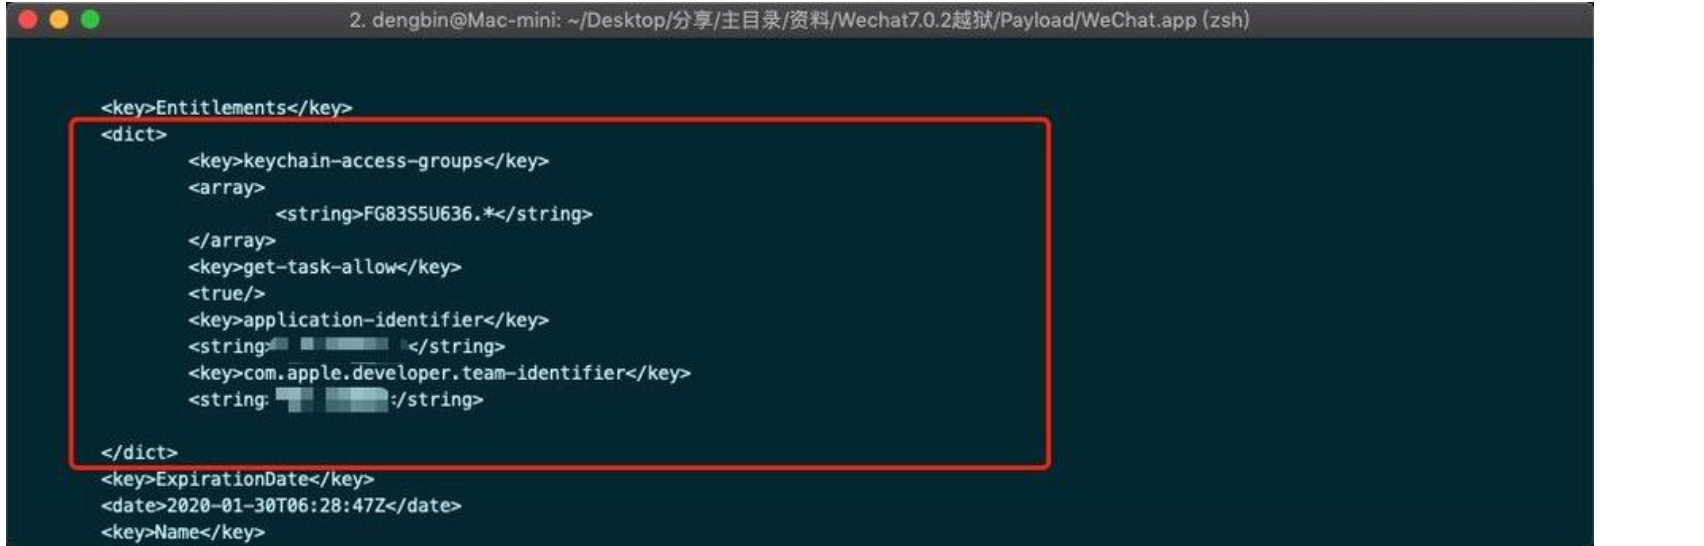 2. dengbin@Mac-mini: ~/Desktop/分享/主目录/资料/Wechat7.0.2越狱/Payload/WeChat.app (zsh)
<key>Entitlements</key>
<dict>
<key>keychain-access-groups</key>
<array>
<string>FG83S5U636.*</string>
</array>
<key>get-task-allow</key>
<true/>
<key>application-identifier</key>
<string></string>
<key>com.apple.developer.team-identifier</key>
<string /string>
</dict>
<key>ExpirationDate</key>
<date>2020-01-30T06:28:47Z</date>
<key>Name</key>